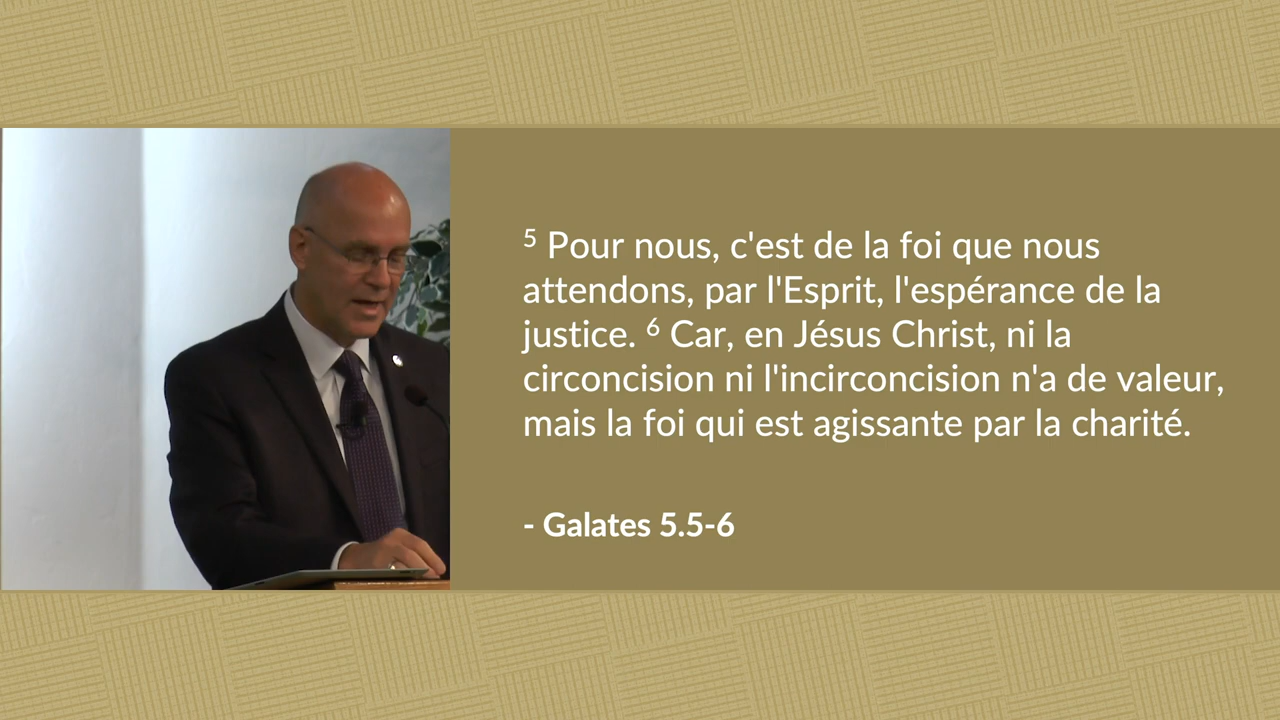 5 Pour nous, c'est de la foi que nous
attendons, par l'Esprit, l'espérance de la
justice. 6 Car, en Jésus Christ, ni la
circoncision ni l'incirconcision n'a de valeur,
mais la foi qui est agissante par la charité.
- Galates 5.5-6